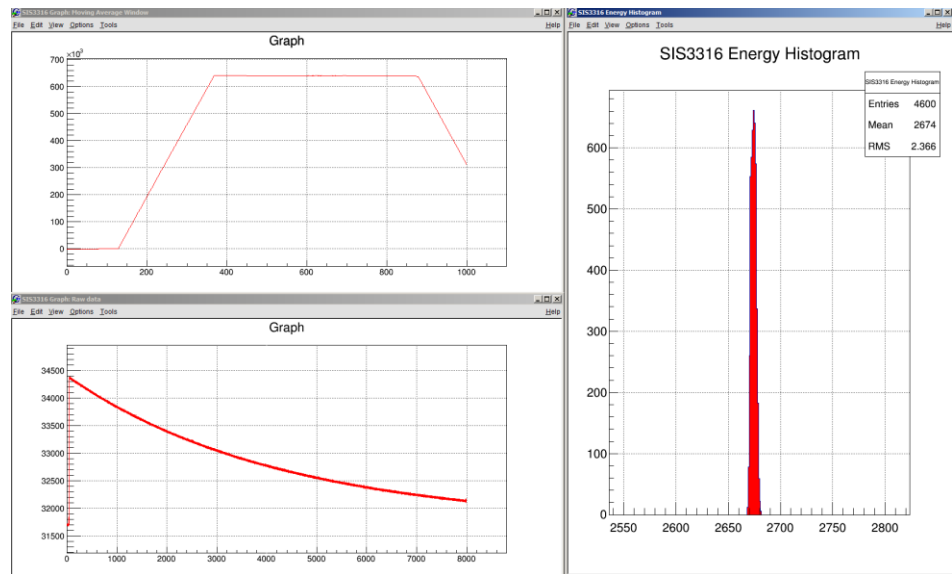 SIS3316 Graph: Moving Average Window
File Edit View Options Tools Help
Graph
×10³
700
600
500
400
300
200
100
0
0 200 400 600 800 1000
SIS3316 Graph: Raw data
File Edit View Options Tools Help
Graph
34500
34000
33500
33000
32500
32000
31500
0 1000 2000 3000 4000 5000 6000 7000 8000
SIS3316 Energy Histogram
File Edit View Options Tools Help
SIS3316 Energy Histogram
SIS3316 Energy Histogram
Entries 4600
Mean 2674
RMS 2.366
600
500
400
300
200
100
0
2550 2600 2650 2700 2750 2800